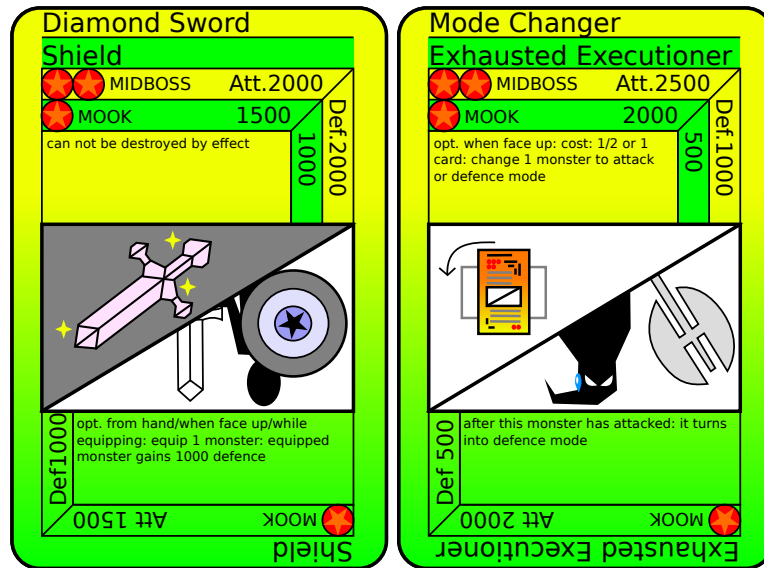 Diamond Sword
Shield
MIDBOSS Att.2000
MOOK 1500
Def.2000
1000
can not be destroyed by effect
opt. from hand/when face up/while
equipping: equip 1 monster: equipped
monster gains 1000 defence
Def1000
Att 1500
MOOK
Shield
Mode Changer
Exhausted Executioner
MIDBOSS Att.2500
MOOK 2000
Def.1000
500
opt. when face up: cost: 1/2 or 1
card: change 1 monster to attack
or defence mode
after this monster has attacked: it turns
into defence mode
Def 500
Att 2000
MOOK
Exhausted Executioner